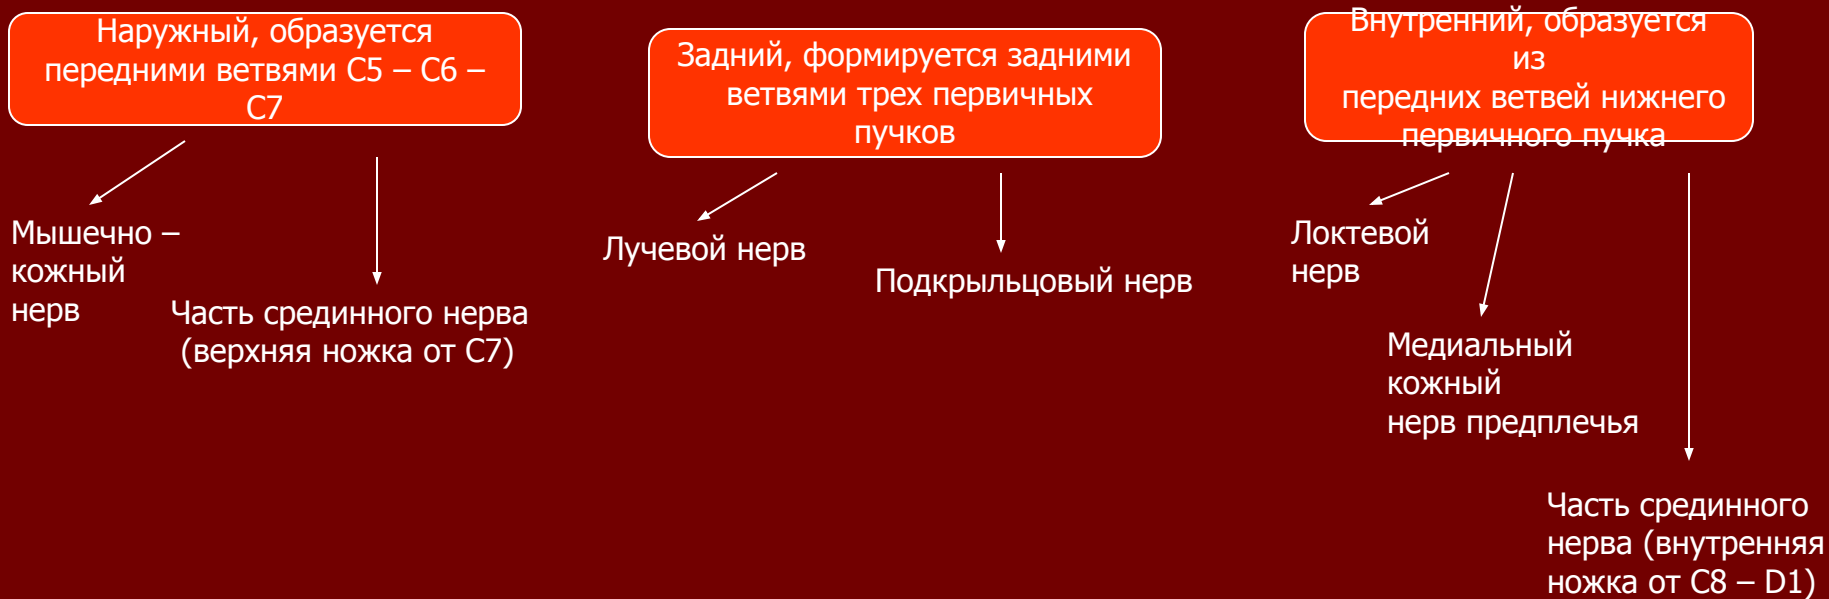 Наружный, образуется
передними ветвями С5 – С6 –
С7
Мышечно –
кожный
нерв
Часть срединного нерва
(верхняя ножка от С7)
Задний, формируется задними
ветвями трех первичных
пучков
Лучевой нерв
Подкрыльцовый нерв
Внутренний, образуется
из
передних ветвей нижнего
первичного пучка
Локтевой
нерв
Медиальный
кожный
нерв предплечья
Часть срединного
нерва (внутренняя
ножка от С8 – D1)